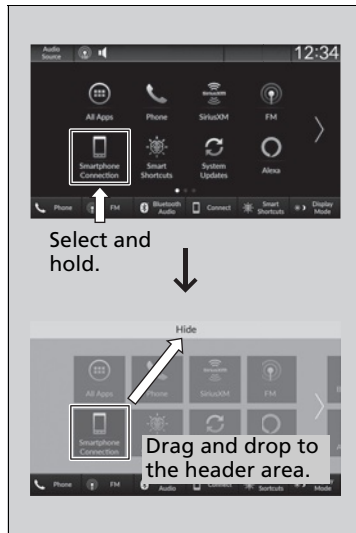 Audio Source 12:34
All Apps Phone SiriusXM FM
Smartphone Connection Smart Shortcuts System Updates Alexa
Phone FM Bluetooth Audio Connect Smart Shortcuts Display Mode
Select and
hold.
Hide
All Apps Phone SiriusXM FM
Smartphone
Connection
Drag and drop to
the header area.
Phone FM Audio Connect Sortcuts Mode